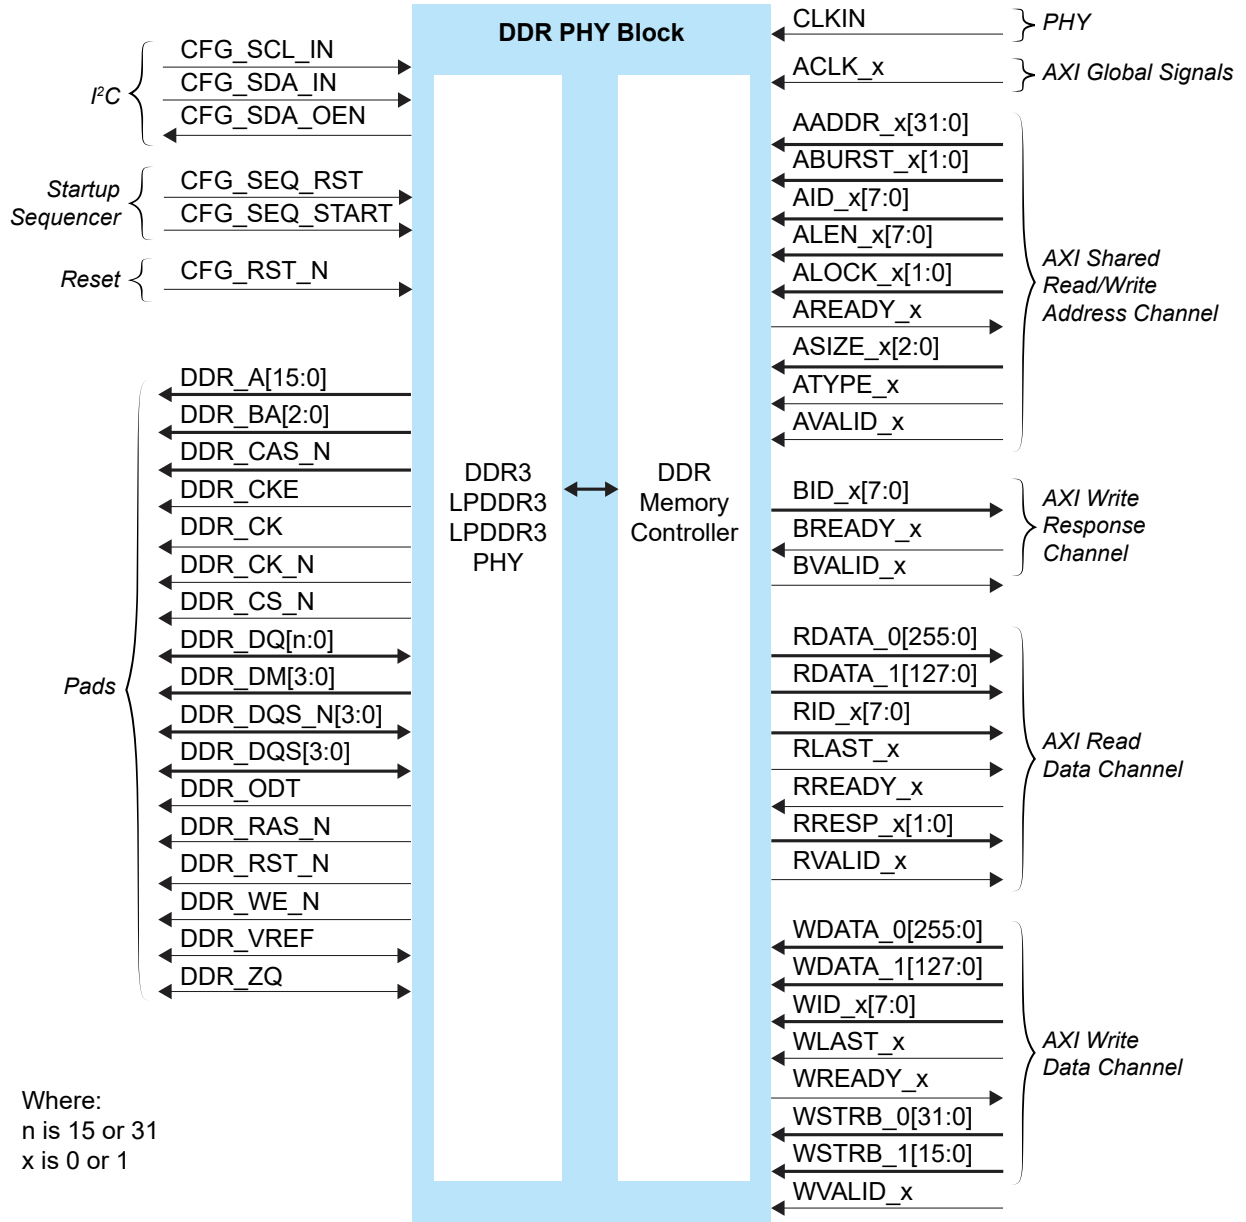 DDR PHY Block
I²C
CFG_SCL_IN
CFG_SDA_IN
CFG_SDA_OEN
Startup
Sequencer
CFG_SEQ_RST
CFG_SEQ_START
Reset
CFG_RST_N
Pads
DDR_A[15:0]
DDR_BA[2:0]
DDR_CAS_N
DDR_CKE
DDR_CK
DDR_CK_N
DDR_CS_N
DDR_DQ[n:0]
DDR_DM[3:0]
DDR_DQS_N[3:0]
DDR_DQS[3:0]
DDR_ODT
DDR_RAS_N
DDR_RST_N
DDR_WE_N
DDR_VREF
DDR_ZQ
Where:
n is 15 or 31
x is 0 or 1
DDR3
LPDDR3
LPDDR3
PHY
DDR
Memory
Controller
CLKIN
PHY
ACLK_x
AXI Global Signals
AADDR_x[31:0]
ABURST_x[1:0]
AID_x[7:0]
ALEN_x[7:0]
ALOCK_x[1:0]
AREADY_x
ASIZE_x[2:0]
ATYPE_x
AVALID_x
AXI Shared
Read/Write
Address Channel
BID_x[7:0]
BREADY_x
BVALID_x
AXI Write
Response
Channel
RDATA_0[255:0]
RDATA_1[127:0]
RID_x[7:0]
RLAST_x
RREADY_x
RRESP_x[1:0]
RVALID_x
AXI Read
Data Channel
WDATA_0[255:0]
WDATA_1[127:0]
WID_x[7:0]
WLAST_x
WREADY_x
WSTRB_0[31:0]
WSTRB_1[15:0]
WVALID_x
AXI Write
Data Channel